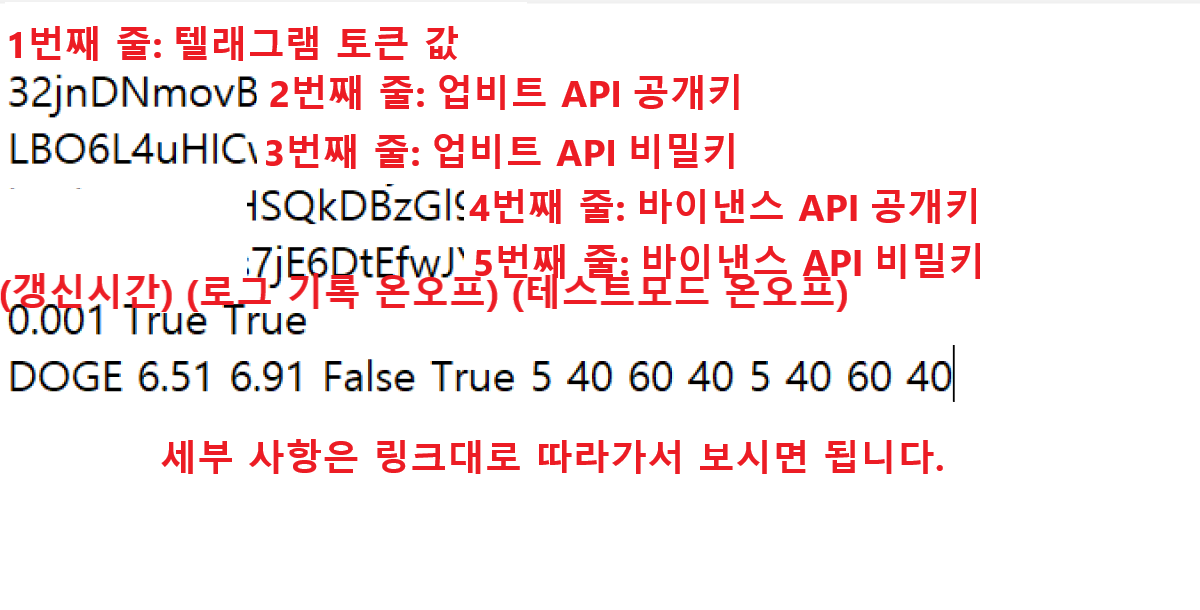 1번째 줄: 텔래그램 토큰 값
32jnDNmovB 2번째 줄: 업비트 API 공개키
LBO6L4uHIC 3번째 줄: 업비트 API 비밀키
HSQkDBzGl9 4번째 줄: 바이낸스 API 공개키
7jE6DtEfwJY 5번째 줄: 바이낸스 API 비밀키
(갱신시간) (로그 기록 온오프) (테스트모드 온오프)
0.001 True True
DOGE 6.51 6.91 False True 5 40 60 40 5 40 60 40
세부 사항은 링크대로 따라가서 보시면 됩니다.